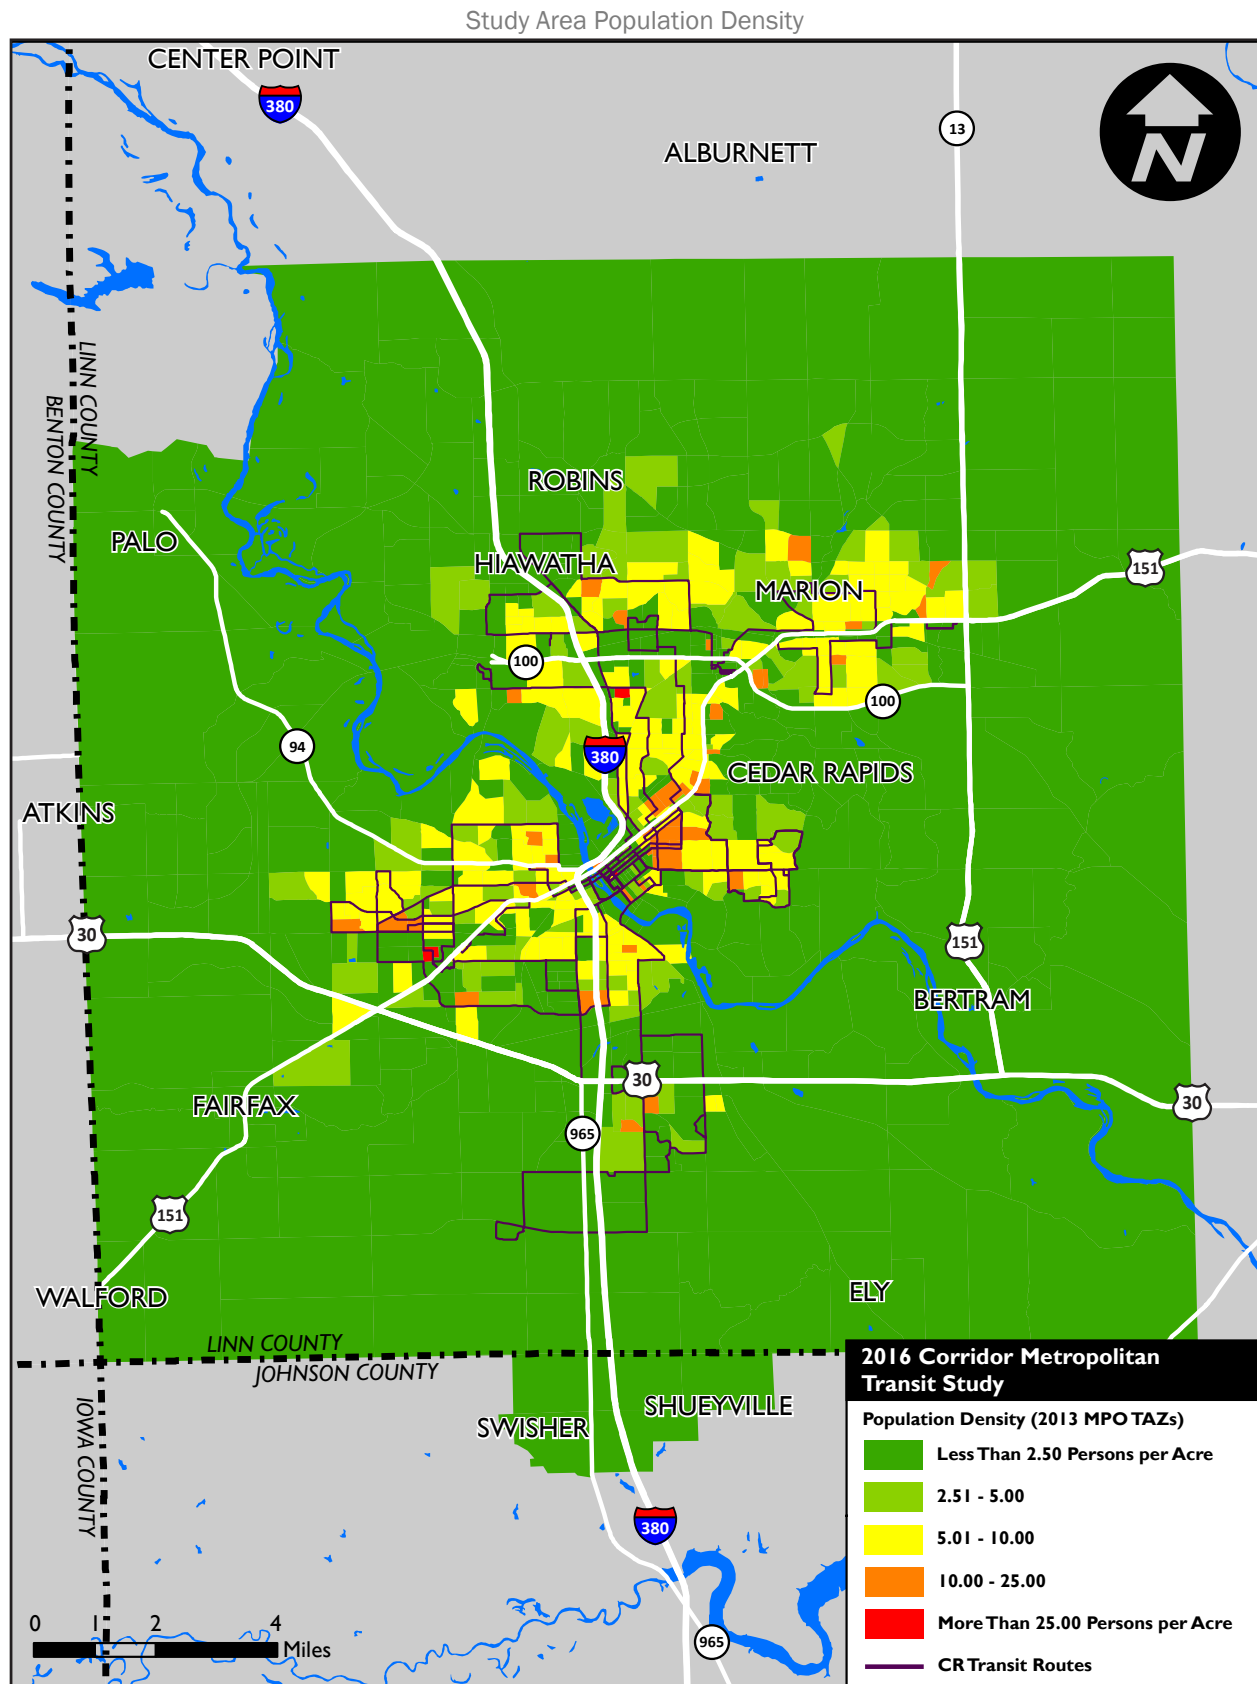 Study Area Population Density
CENTER POINT
380
13
N
ALBURNETT
LINN COUNTY
BENTON COUNTY
ROBINS
PALO
HIAWATHA
151
MARION
100
100
94
380
CEDAR RAPIDS
ATKINS
30
151
BERTRAM
30
30
FAIRFAX
965
151
WALFORD
ELY
LINN COUNTY
JOHNSON COUNTY
IOWA COUNTY
SHUEYVILLE
SWISHER
380
965
0 1 2 4
Miles
2016 Corridor Metropolitan
Transit Study
Population Density (2013 MPO TAZs)
Less Than 2.50 Persons per Acre
2.51 - 5.00
5.01 - 10.00
10.00 - 25.00
More Than 25.00 Persons per Acre
CR Transit Routes